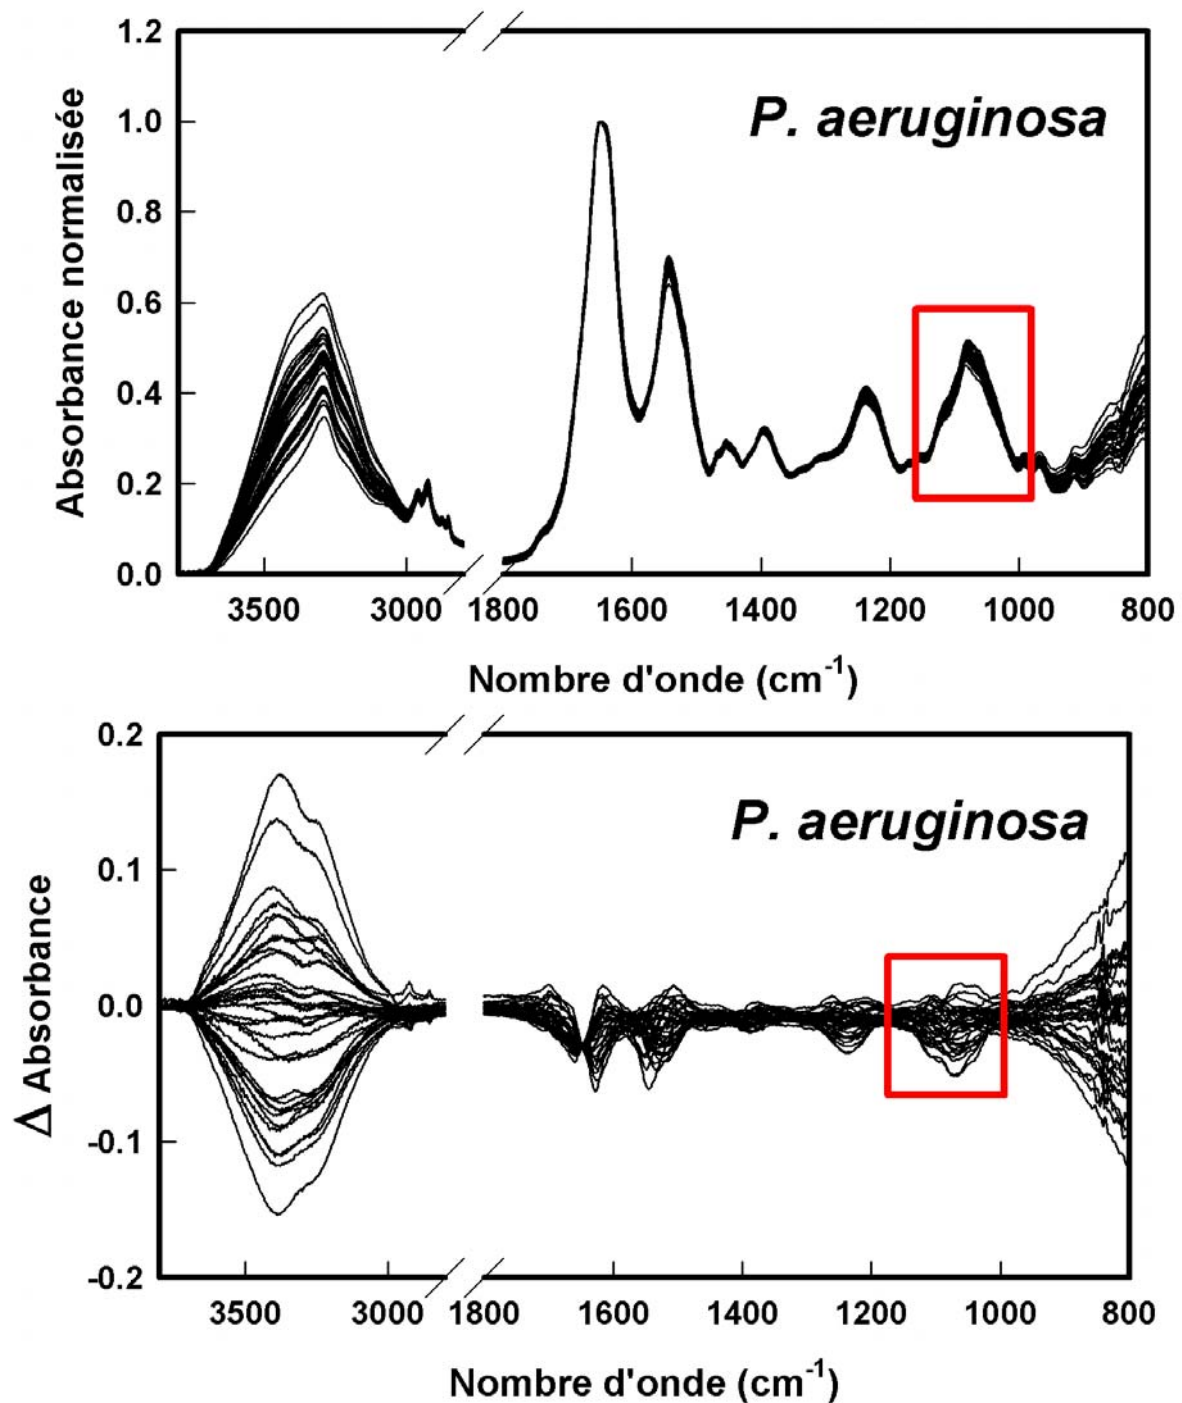 1.2
1.0
0.8
0.6
0.4
0.2
0.0
Absorbance normalisée
P. aeruginosa
3500 3000 1800 1600 1400 1200 1000 800
Nombre d'onde (cm-1)
0.2
0.1
0.0
-0.1
-0.2
Δ Absorbance
P. aeruginosa
3500 3000 1800 1600 1400 1200 1000 800
Nombre d'onde (cm-1)